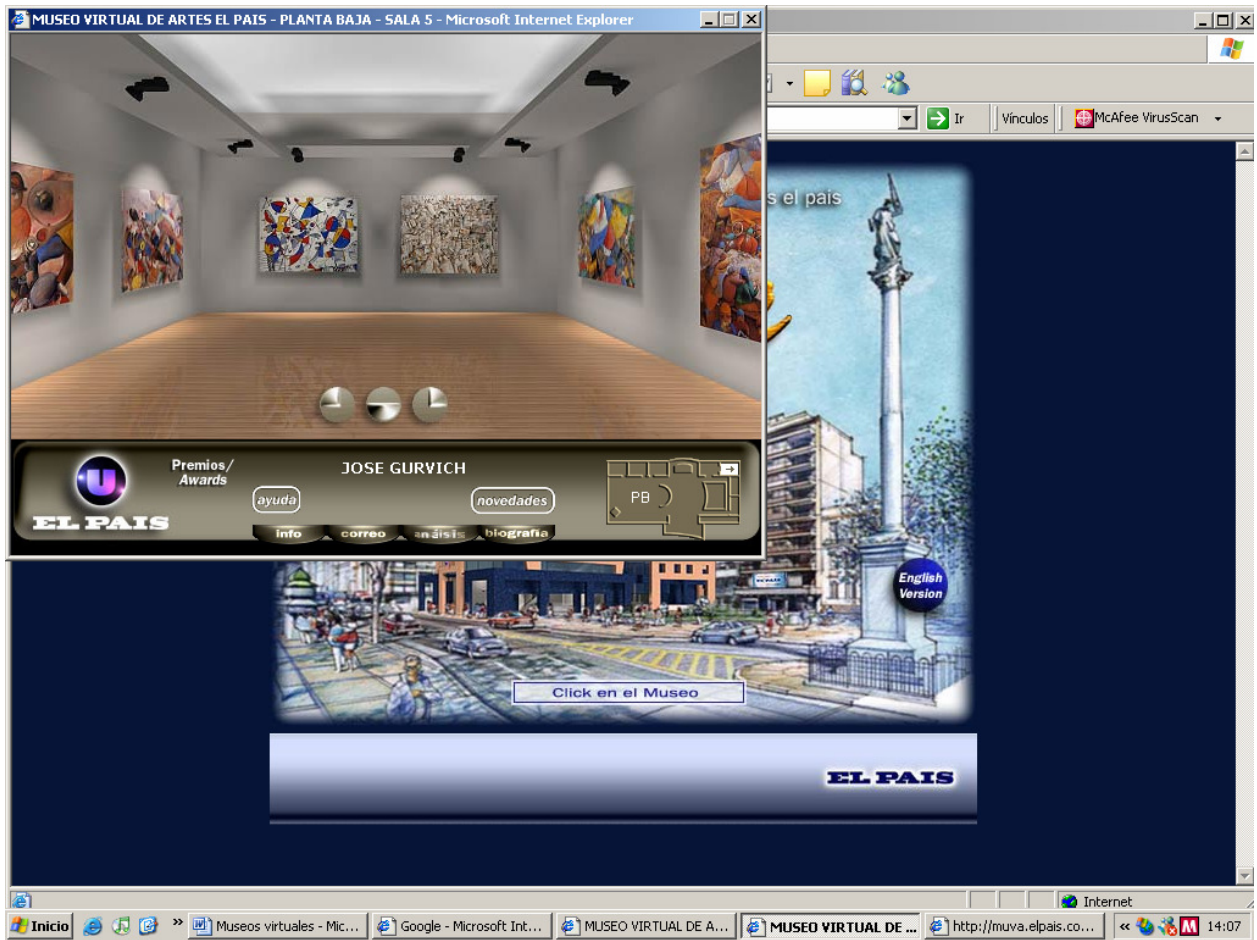 MUSEO VIRTUAL DE ARTES EL PAIS - PLANTA BAJA - SALA 5 - Microsoft Internet Explorer
Ir
Vínculos
McAfee VirusScan
s el pais
Premios/
Awards
JOSE GURVICH
ayuda
novedades
PB
U
EL PAIS
info
correo
análisis
biografía
English
Version
Click en el Museo
EL PAIS
Internet
Inicio
Museos virtuales - Mic...
Google - Microsoft Int...
MUSEO VIRTUAL DE A...
MUSEO VIRTUAL DE ...
http://muva.elpais.co...
14:07